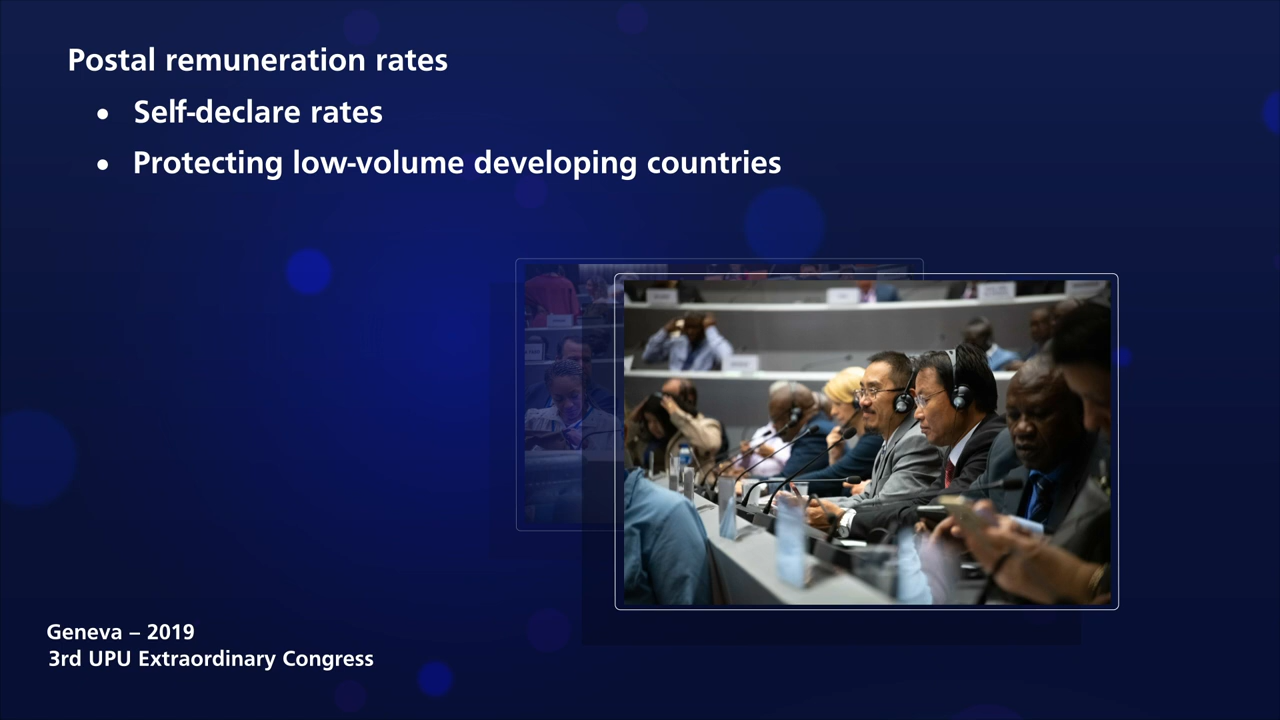 Postal remuneration rates
• Self-declare rates
• Protecting low-volume developing countries
Geneva – 2019
3rd UPU Extraordinary Congress